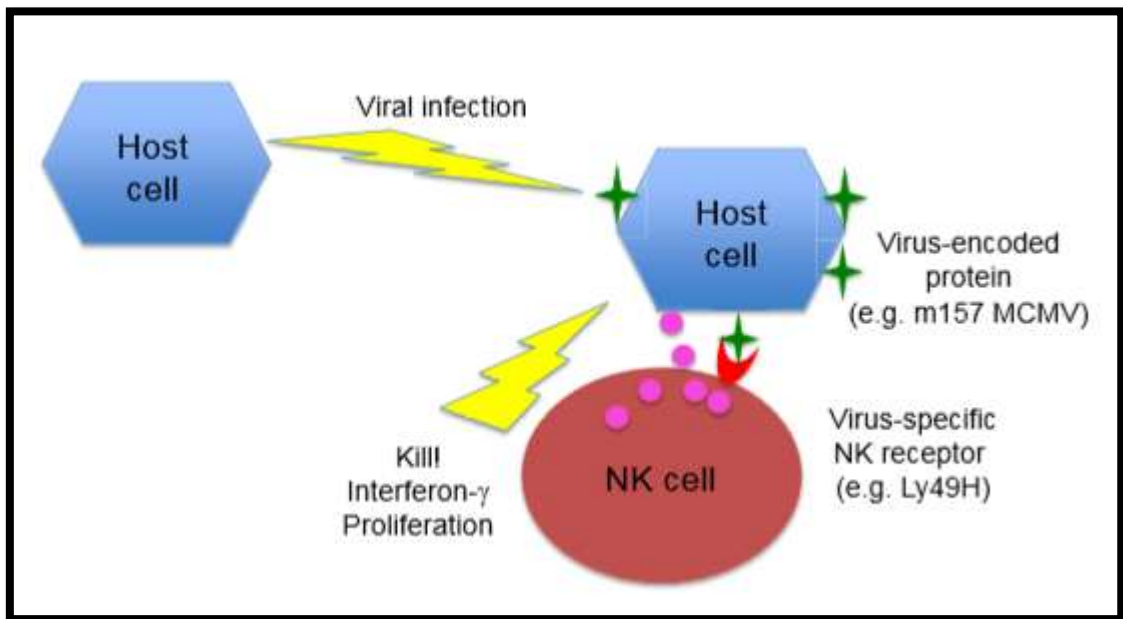 Viral infection
Host
cell
Host
cell
Virus-encoded
protein
(e.g. m157 MCMV)
Virus-specific
NK receptor
(e.g. Ly49H)
NK cell
Kill!
Interferon-γ
Proliferation